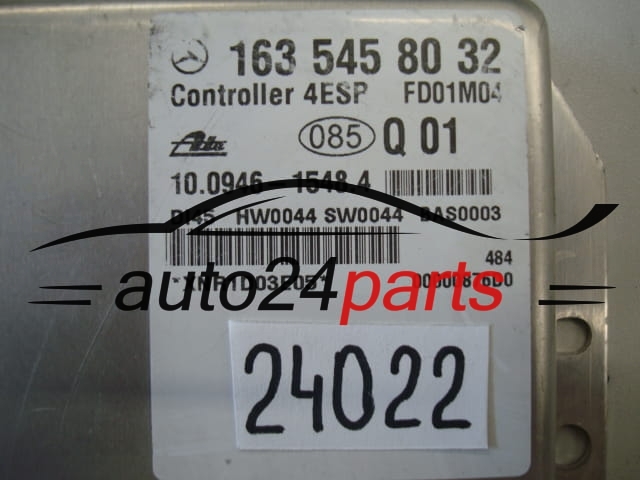 163 545 80 32
Controller 4ESP FD01M04
Ate 085 Q 01
10.0946-1548.4
HW0044 SW0044 BAS0003
484
auto24parts
24022